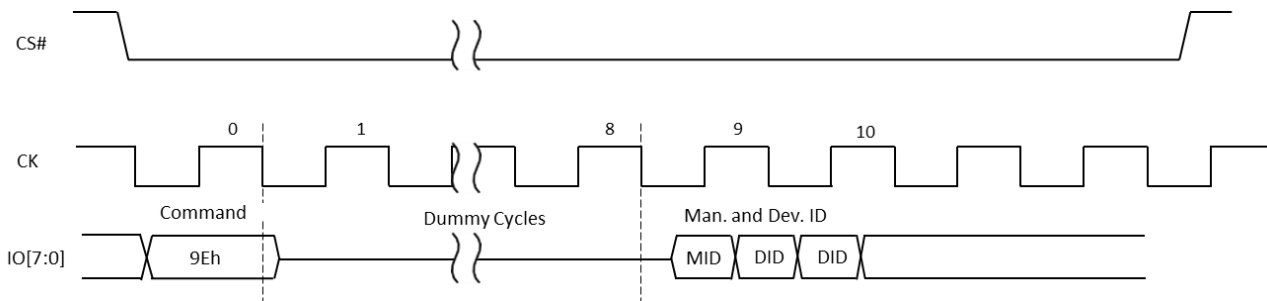 CS#
0 1 8 9 10
CK
Command Dummy Cycles Man. and Dev. ID
IO[7:0] 9Eh MID DID DID